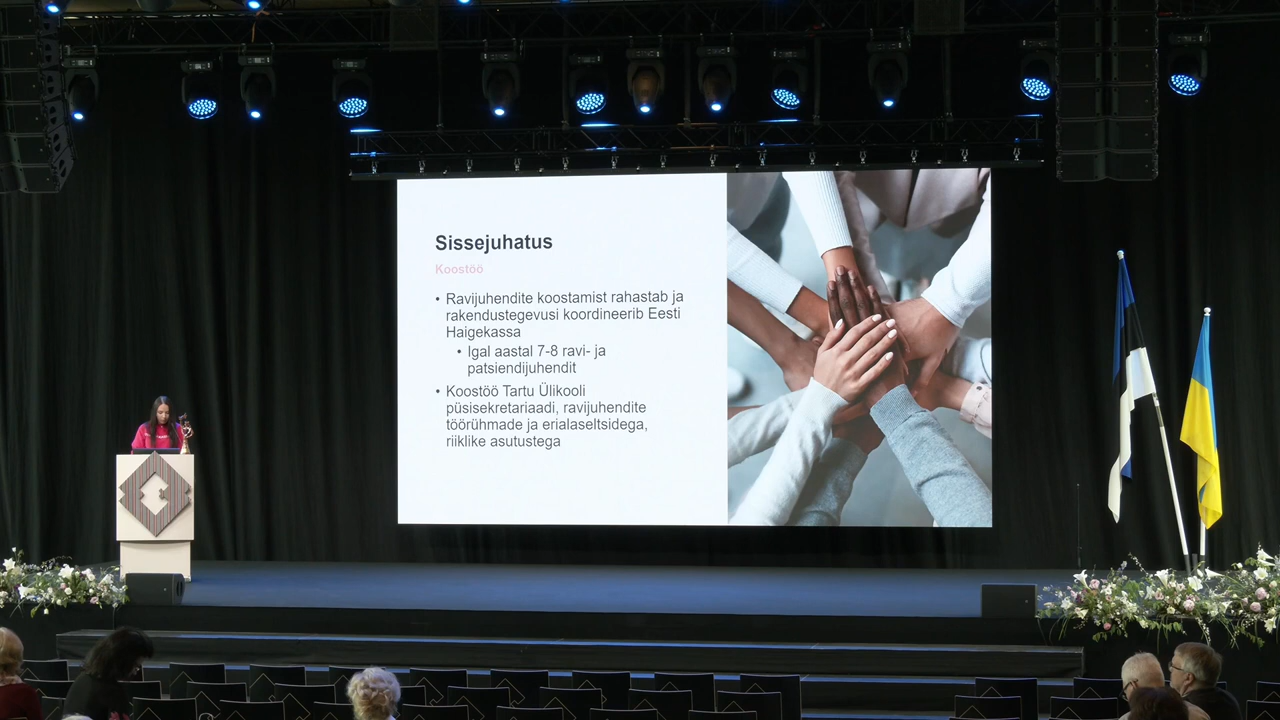 Sissejuhatus
Koostöö
• Ravijuhendite koostamist rahastab ja
rakendustegevusi koordineerib Eesti
Haigekassa
• Igal aastal 7-8 ravi- ja
patsiendijuhendit
• Koostöö Tartu Ülikooli
püsisekretariaadi, ravijuhendite
töörühmade ja erialaseltsidega,
riiklike asutustega